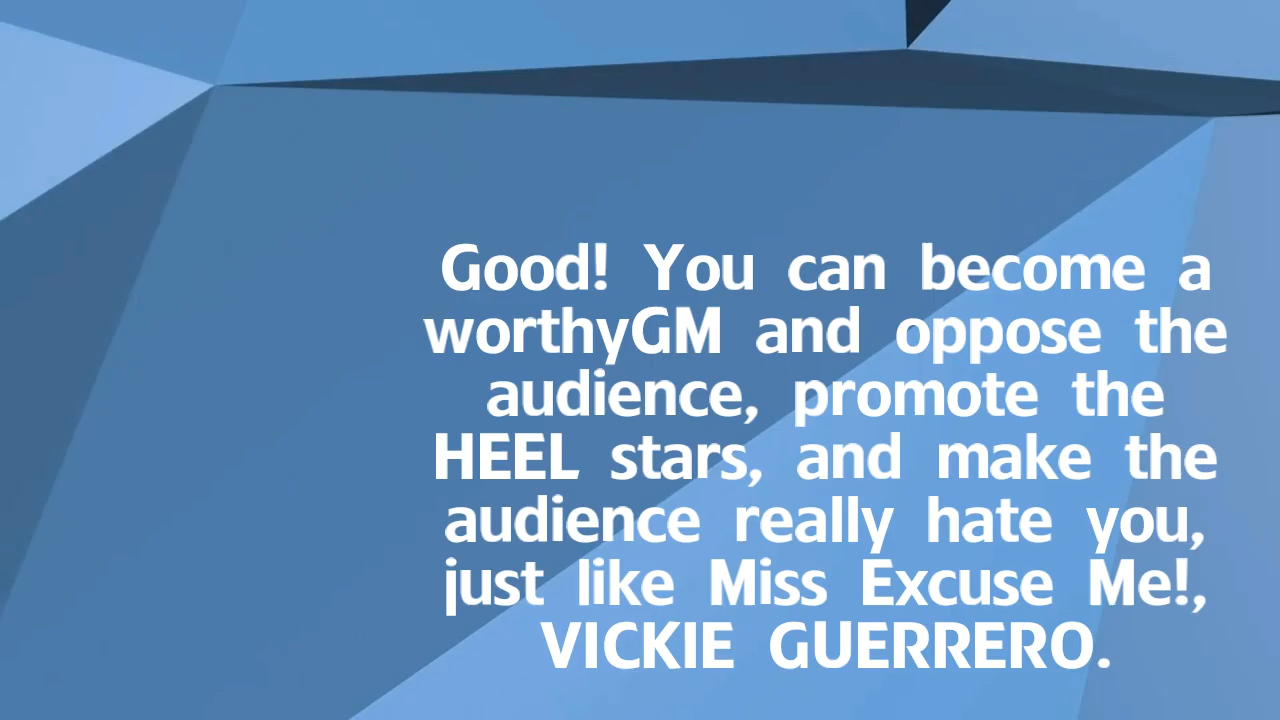 Good! You can become a
worthyGM and oppose the
audience, promote the
HEEL stars, and make the
audience really hate you,
just like Miss Excuse Me!,
VICKIE GUERRERO.